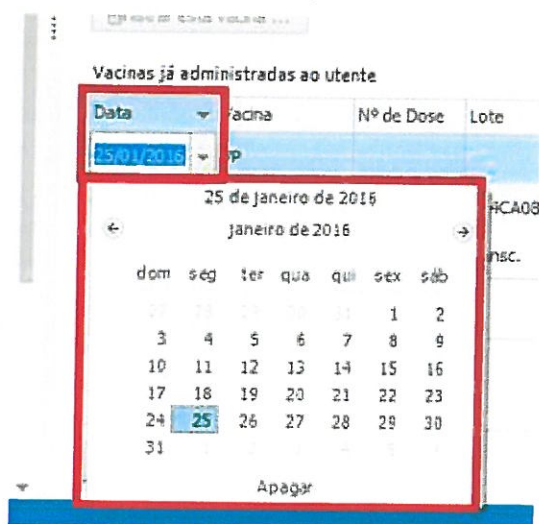 Vacinas já administradas ao utente
Data Vacina Nº de Dose Lote
25/01/2016
25 de Janeiro de 2016
Janeiro de 2016
dom seg ter qua qui sex sáb
1 2
3 4 5 6 7 8 9
10 11 12 13 14 15 16
17 18 19 20 21 22 23
24 25 26 27 28 29 30
31
Apagar